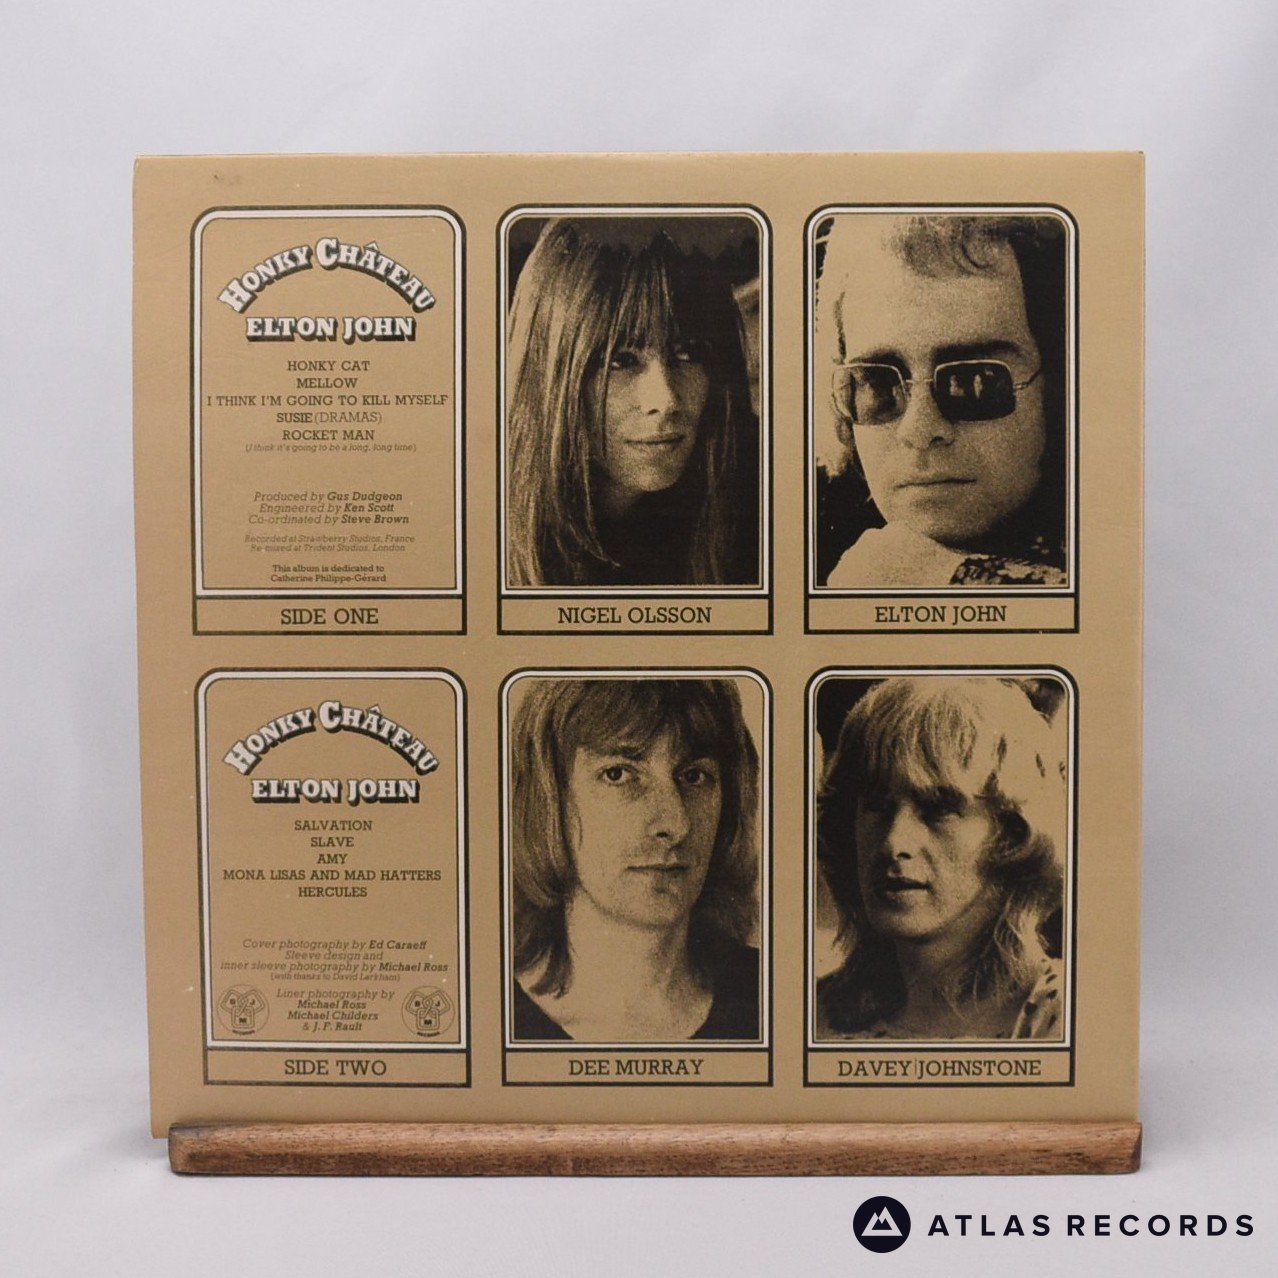 HONKY CHÂTEAU
ELTON JOHN
HONKY CAT
MELLOW
I THINK I'M GOING TO KILL MYSELF
SUSIE (DRAMAS)
ROCKET MAN
(I think it's going to be a long, long time)
Produced by Gus Dudgeon
Engineered by Ken Scott
Co-ordinated by Steve Brown
Recorded at Strawberry Studios, France
Re-mixed at Trident Studios, London
This album is dedicated to
Catherine Philippe-Gérard
SIDE ONE
NIGEL OLSSON
ELTON JOHN
HONKY CHÂTEAU
ELTON JOHN
SALVATION
SLAVE
AMY
MONA LISAS AND MAD HATTERS
HERCULES
Cover photography by Ed Caraeff
Sleeve design and
inner sleeve photography by Michael Ross
(with thanks to David Larkham)
Liner photography by
Michael Ross
Michael Childers
& J. F. Rault
B J M
RECORDS
B J M
RECORDS
SIDE TWO
DEE MURRAY
DAVEY JOHNSTONE
ATLAS RECORDS